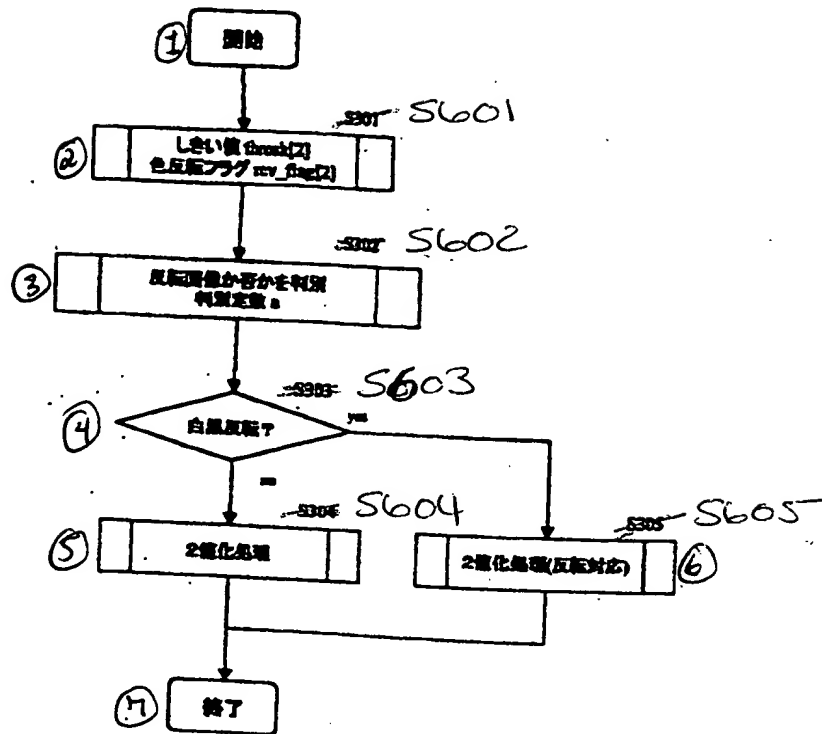 ① 開始
S301 S601
② しきい値 thresh[2]
色反転フラグ rev_flag[2]
S302 S602
③ 反転画像か否かを判別
判別定数 a
S303 S603
④ 白黒反転? yes
no
S304 S604
⑤ 2値化処理
S305 S605
2値化処理(反転対応) ⑥
⑦ 終了